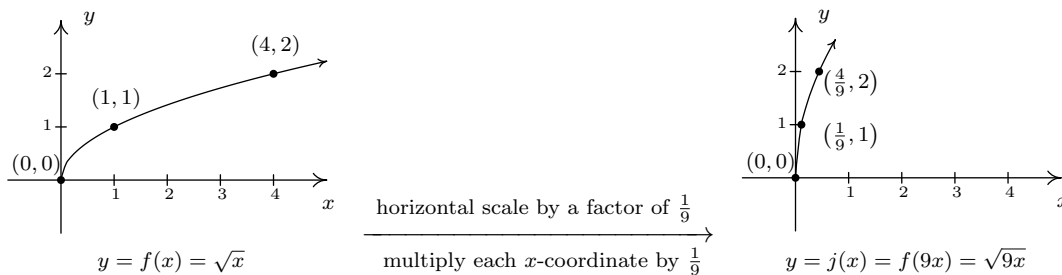 y
(4, 2)
2
(1, 1)
1
(0, 0)
1 2 3 4
x
y = f(x) = √x
horizontal scale by a factor of 1/9
multiply each x-coordinate by 1/9
y
2
(4/9, 2)
1
(1/9, 1)
(0, 0)
1 2 3 4
x
y = j(x) = f(9x) = √9x